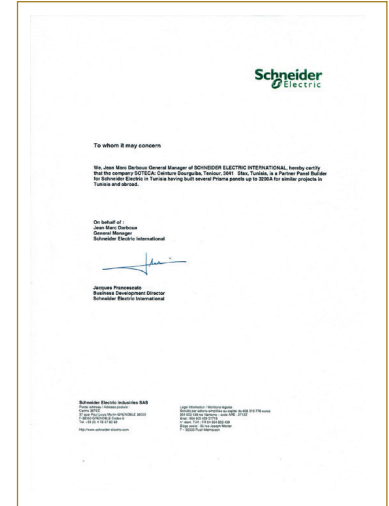 Schneider
Electric
To whom it may concern
We, Jean Marc Darboux General Manager of SCHNEIDER ELECTRIC INTERNATIONAL, hereby certify
that the company SOTECA: Ceinture Bourguiba, Teniour, 3041 Sfax, Tunisia, is a Partner Panel Builder
for Schneider Electric in Tunisia having built several Prisma panels up to 3200A for similar projects in
Tunisia and abroad.
On behalf of :
Jean Marc Darboux
General Manager
Schneider Electric International
Jacques Francescato
Business Development Director
Schneider Electric International
Schneider Electric Industries SAS
http://www.schneider-electric.com